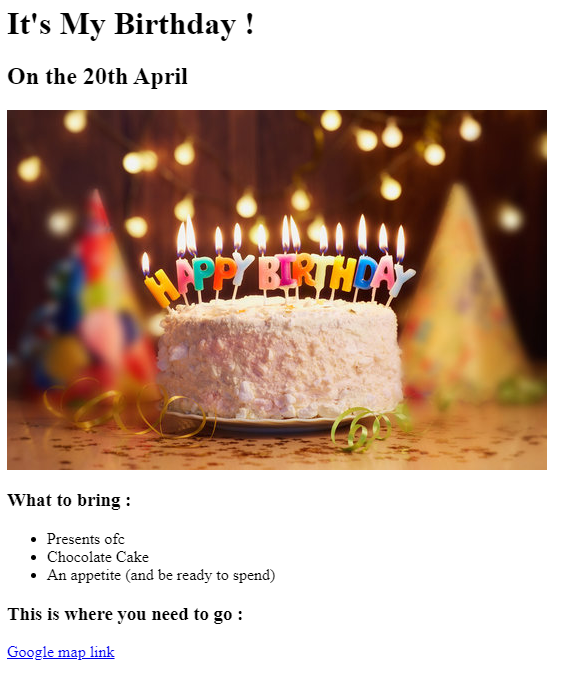 It's My Birthday !
On the 20th April
HAPPY BIRTHDAY
What to bring :
Presents ofc
Chocolate Cake
An appetite (and be ready to spend)
This is where you need to go :
Google map link